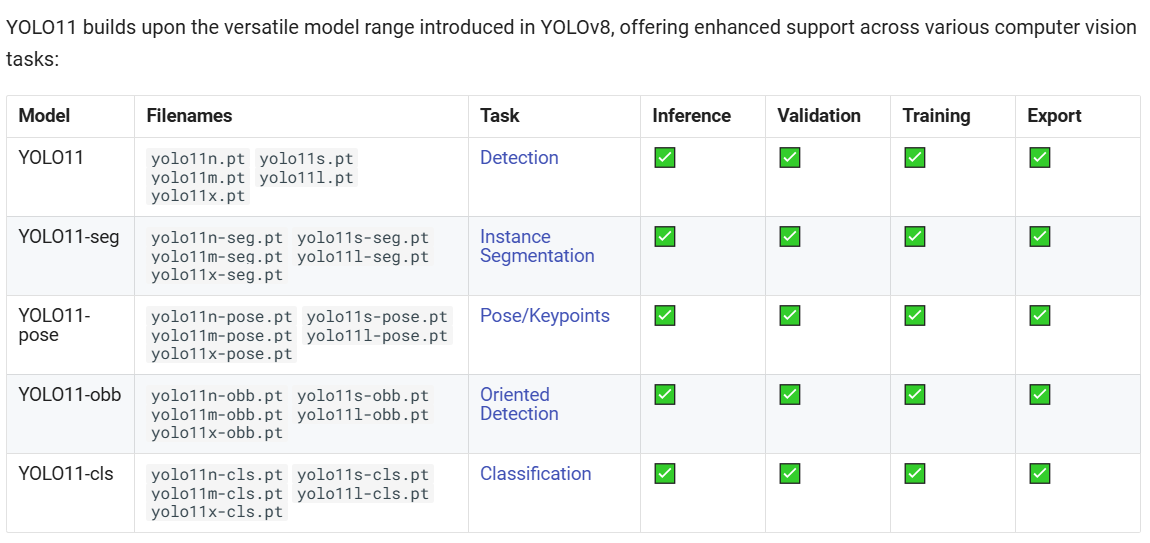 YOLO11 builds upon the versatile model range introduced in YOLOv8, offering enhanced support across various computer vision
tasks:
Model Filenames Task Inference Validation Training Export
YOLO11 yolo11n.pt yolo11s.pt Detection ✅ ✅ ✅ ✅
yolo11m.pt yolo11l.pt
yolo11x.pt
YOLO11-seg yolo11n-seg.pt yolo11s-seg.pt Instance ✅ ✅ ✅ ✅
yolo11m-seg.pt yolo11l-seg.pt Segmentation
yolo11x-seg.pt
YOLO11- yolo11n-pose.pt yolo11s-pose.pt Pose/Keypoints ✅ ✅ ✅ ✅
pose yolo11m-pose.pt yolo11l-pose.pt
yolo11x-pose.pt
YOLO11-obb yolo11n-obb.pt yolo11s-obb.pt Oriented ✅ ✅ ✅ ✅
yolo11m-obb.pt yolo11l-obb.pt Detection
yolo11x-obb.pt
YOLO11-cls yolo11n-cls.pt yolo11s-cls.pt Classification ✅ ✅ ✅ ✅
yolo11m-cls.pt yolo11l-cls.pt
yolo11x-cls.pt